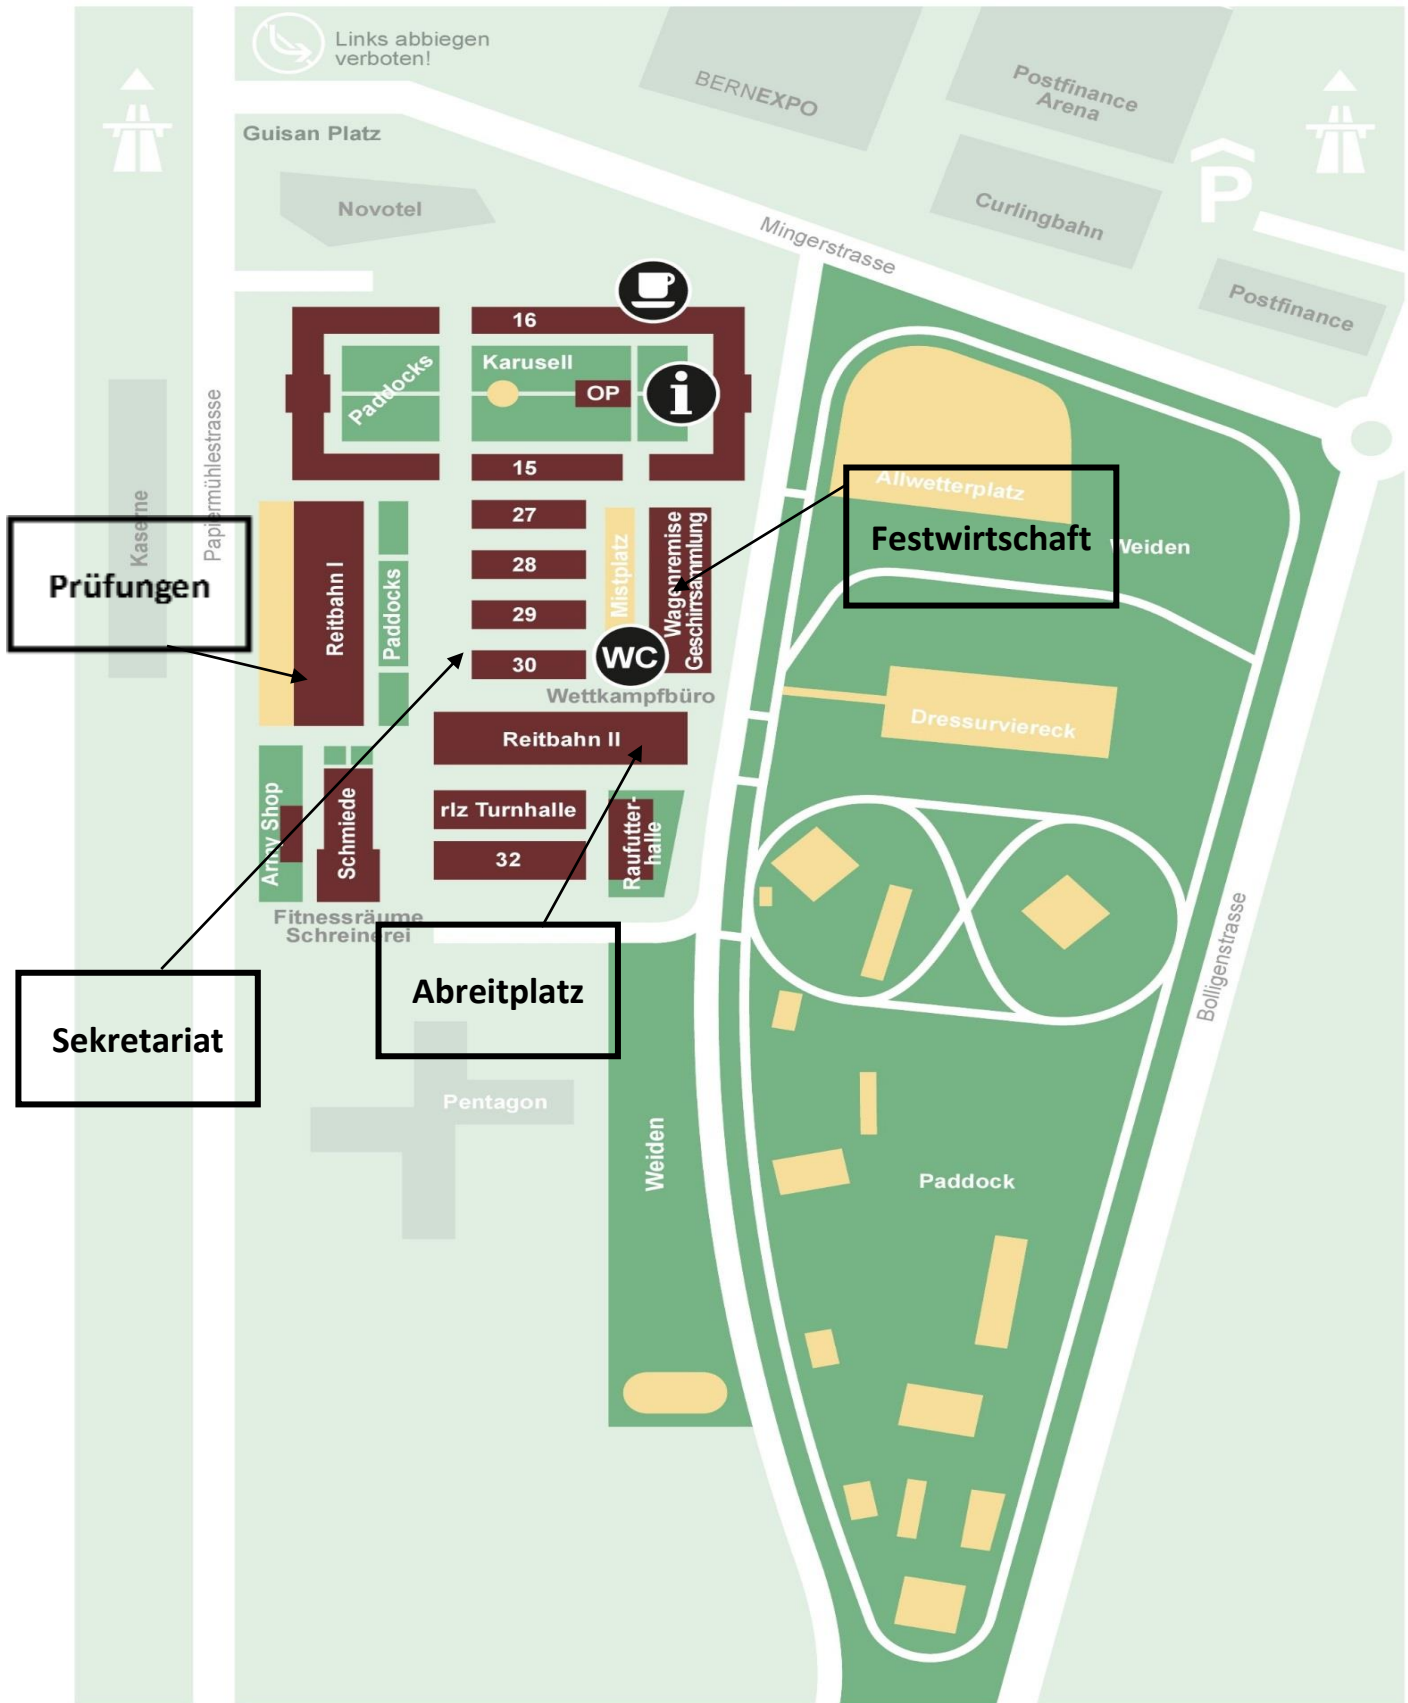 Links abbiegen
verboten!
BERNEXPO
Postfinance
Arena
Guisan Platz
Novotel
Curlingbahn
P
Mingerstrasse
Postfinance
16
Karusell
Paddocks
OP
i
15
Kaserne
Papiermühlestrasse
Allwetterplatz
27
Festwirtschaft
Weiden
Prüfungen
Reitbahn I
Paddocks
28
Mistplatz
Wagenremise
Geschirrsammlung
29
30
WC
Wettkampfbüro
Dressurviereck
Reitbahn II
Army Shop
Schmiede
rlz Turnhalle
Raufutter-
halle
32
Fitnessräume
Schreinerei
Bolligenstrasse
Abreitplatz
Sekretariat
Pentagon
Weiden
Paddock